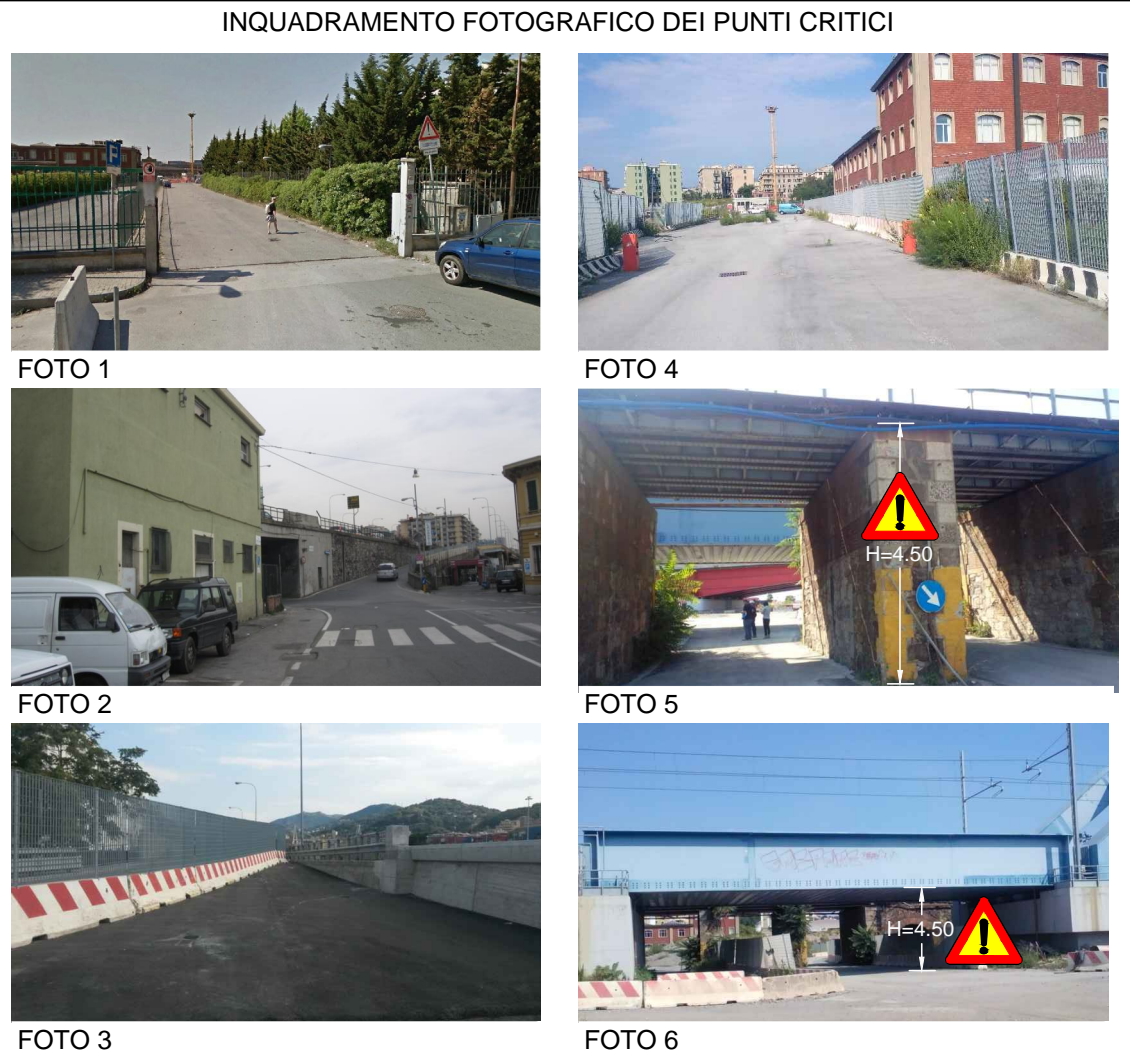 INQUADRAMENTO FOTOGRAFICO DEI PUNTI CRITICI
FOTO 1
FOTO 4
H=4.50
FOTO 2
FOTO 5
H=4.50
FOTO 3
FOTO 6